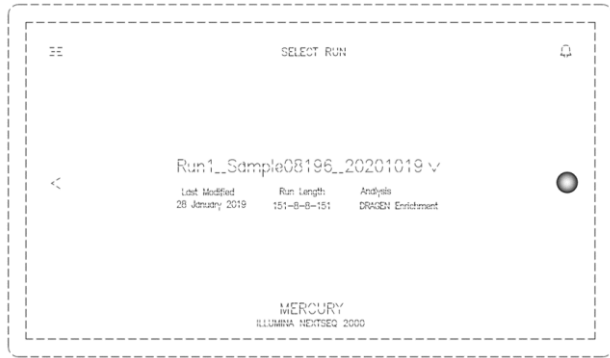 SELECT RUN
Run1__Sample08196__20201019
Last Modified Run Length Analysis
28 January 2019 151-8-8-151 DRAGEN Enrichment
MERCURY
ILLUMINA NEXTSEQ 2000